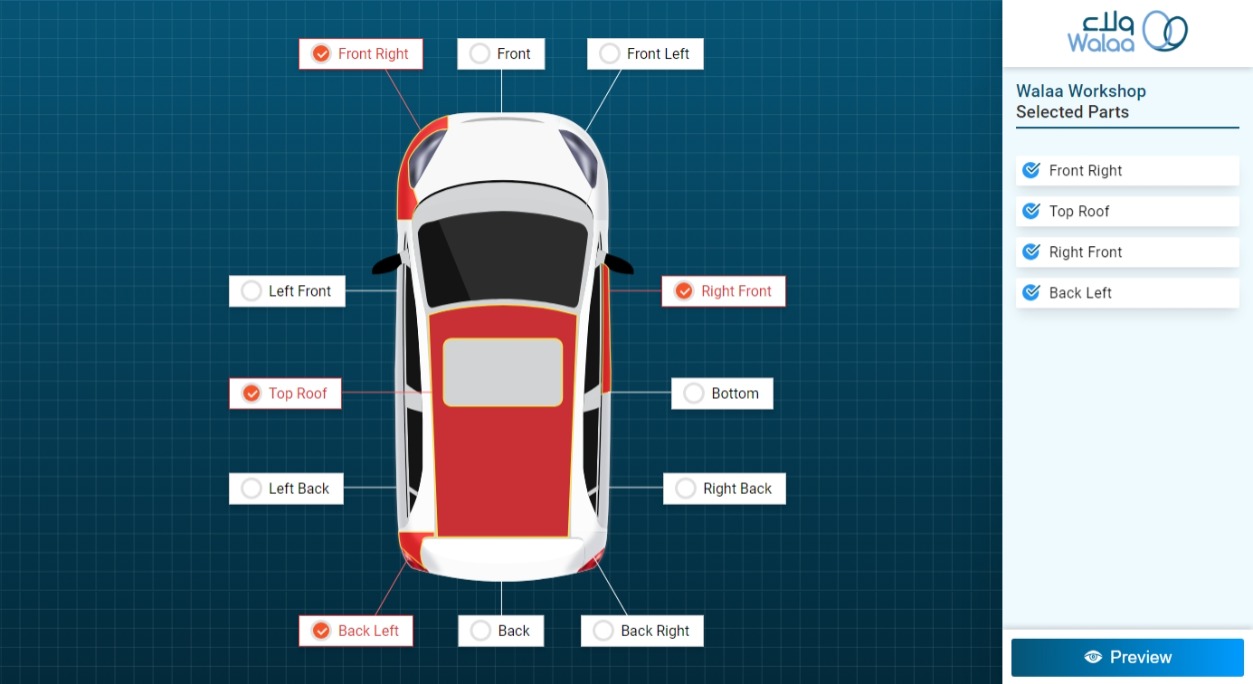 Front Right
Front
Front Left
Left Front
Right Front
Top Roof
Bottom
Left Back
Right Back
Back Left
Back
Back Right
ولاء
Walaa
Walaa Workshop
Selected Parts
Front Right
Top Roof
Right Front
Back Left
Preview